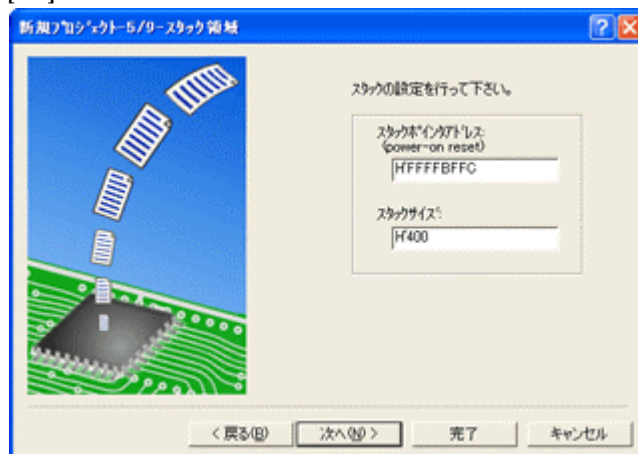 新規プロジェクト-5/9-スタック領域
スタックの設定を行って下さい。
スタックポインタアドレス:
(power-on reset)
H'FFFFBFFC
スタックサイズ:
H'400
< 戻る(B)
次へ(N) >
完了
キャンセル